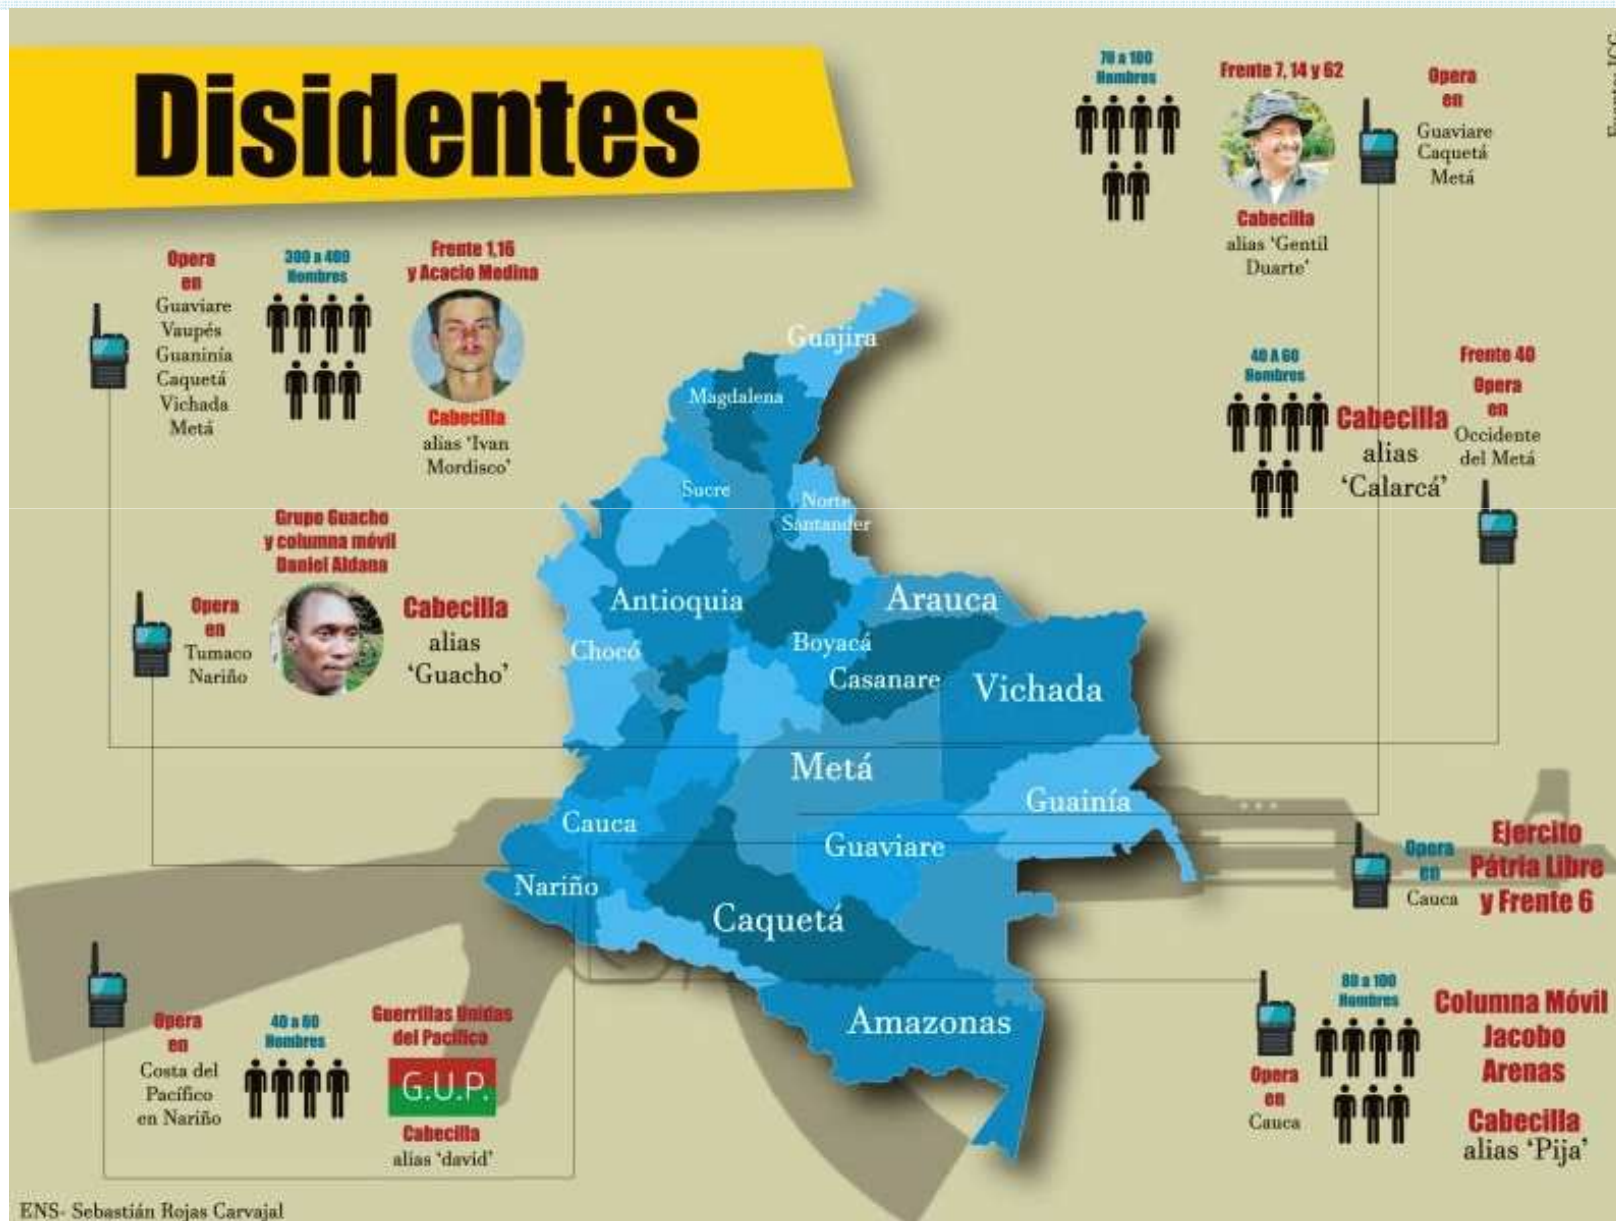 Disidentes
70 a 100
Hombres
Frente 7, 14 y 62
Cabecilla
alias ‘Gentil
Duarte’
Opera
en
Guaviare
Caquetá
Metá
Opera
en
Guaviare
Vaupés
Guaninía
Caquetá
Vichada
Metá
300 a 400
Hombres
Frente 1,16
y Acacio Medina
Cabecilla
alias ‘Ivan
Mordisco’
40 A 60
Hombres
Cabecilla
alias
‘Calarcá’
Frente 40
Opera
en
Occidente
del Metá
Grupo Guacho
y columna móvil
Daniel Aldana
Opera
en
Tumaco
Nariño
Cabecilla
alias
‘Guacho’
Guajira
Magdalena
Sucre
Norte
Santander
Antioquia
Arauca
Chocó
Boyacá
Casanare
Vichada
Metá
Guainía
Cauca
Guaviare
Nariño
Caquetá
Amazonas
Opera
en
Cauca
Ejercito
Pátria Libre
y Frente 6
Opera
en
Costa del
Pacífico
en Nariño
40 a 60
Hombres
Guerrillas Unidas
del Pacífico
G.U.P.
Cabecilla
alias ‘david’
Opera
en
Cauca
80 a 100
Hombres
Columna Móvil
Jacobo
Arenas
Cabecilla
alias ‘Pija’
ENS- Sebastián Rojas Carvajal